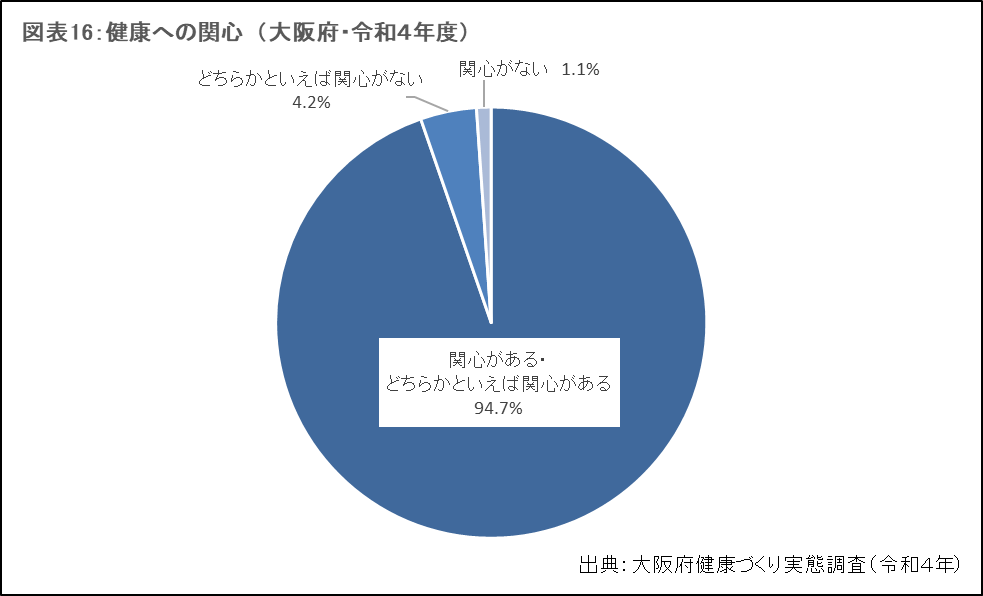 図表16：健康への関心 （大阪府・令和４年度）
関心がない 1.1%
どちらかといえば関心がない
4.2%
関心がある・
どちらかといえば関心がある
94.7%
出典：大阪府健康づくり実態調査（令和４年）